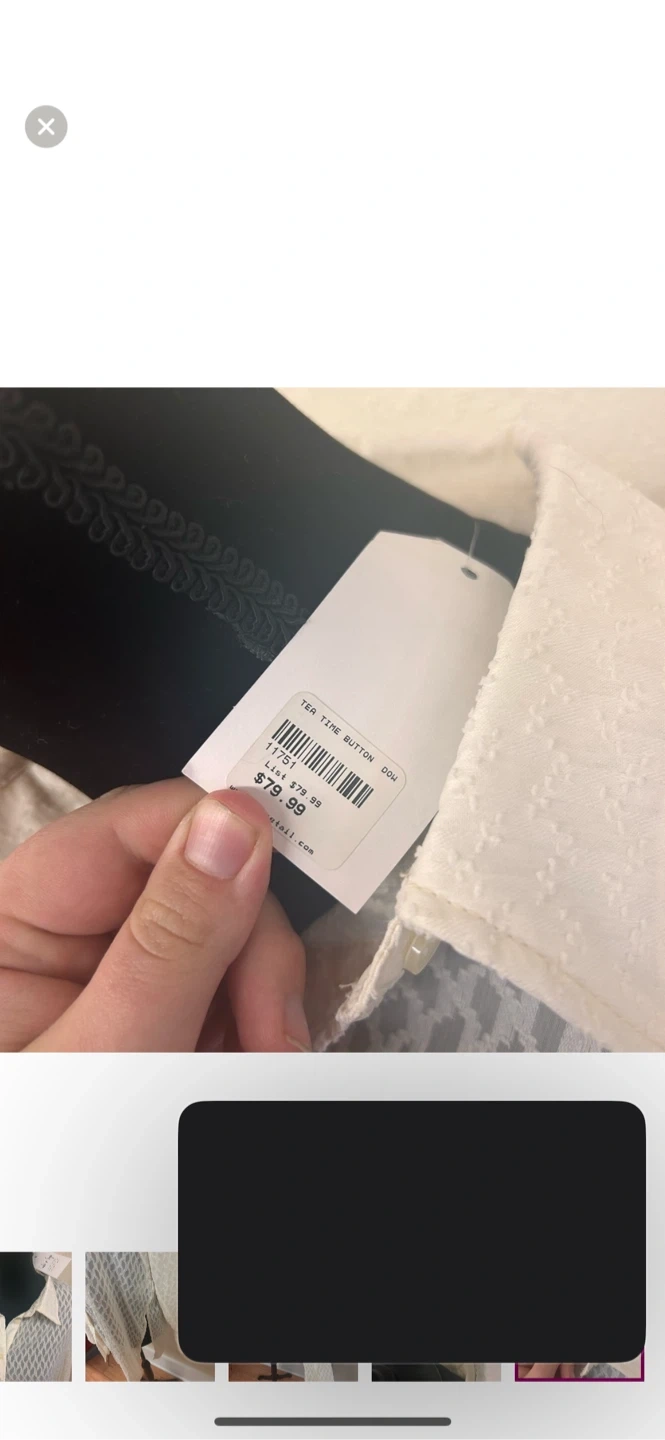 TEA TIME BUTTON DOW
11751
List $79.99
$79.99